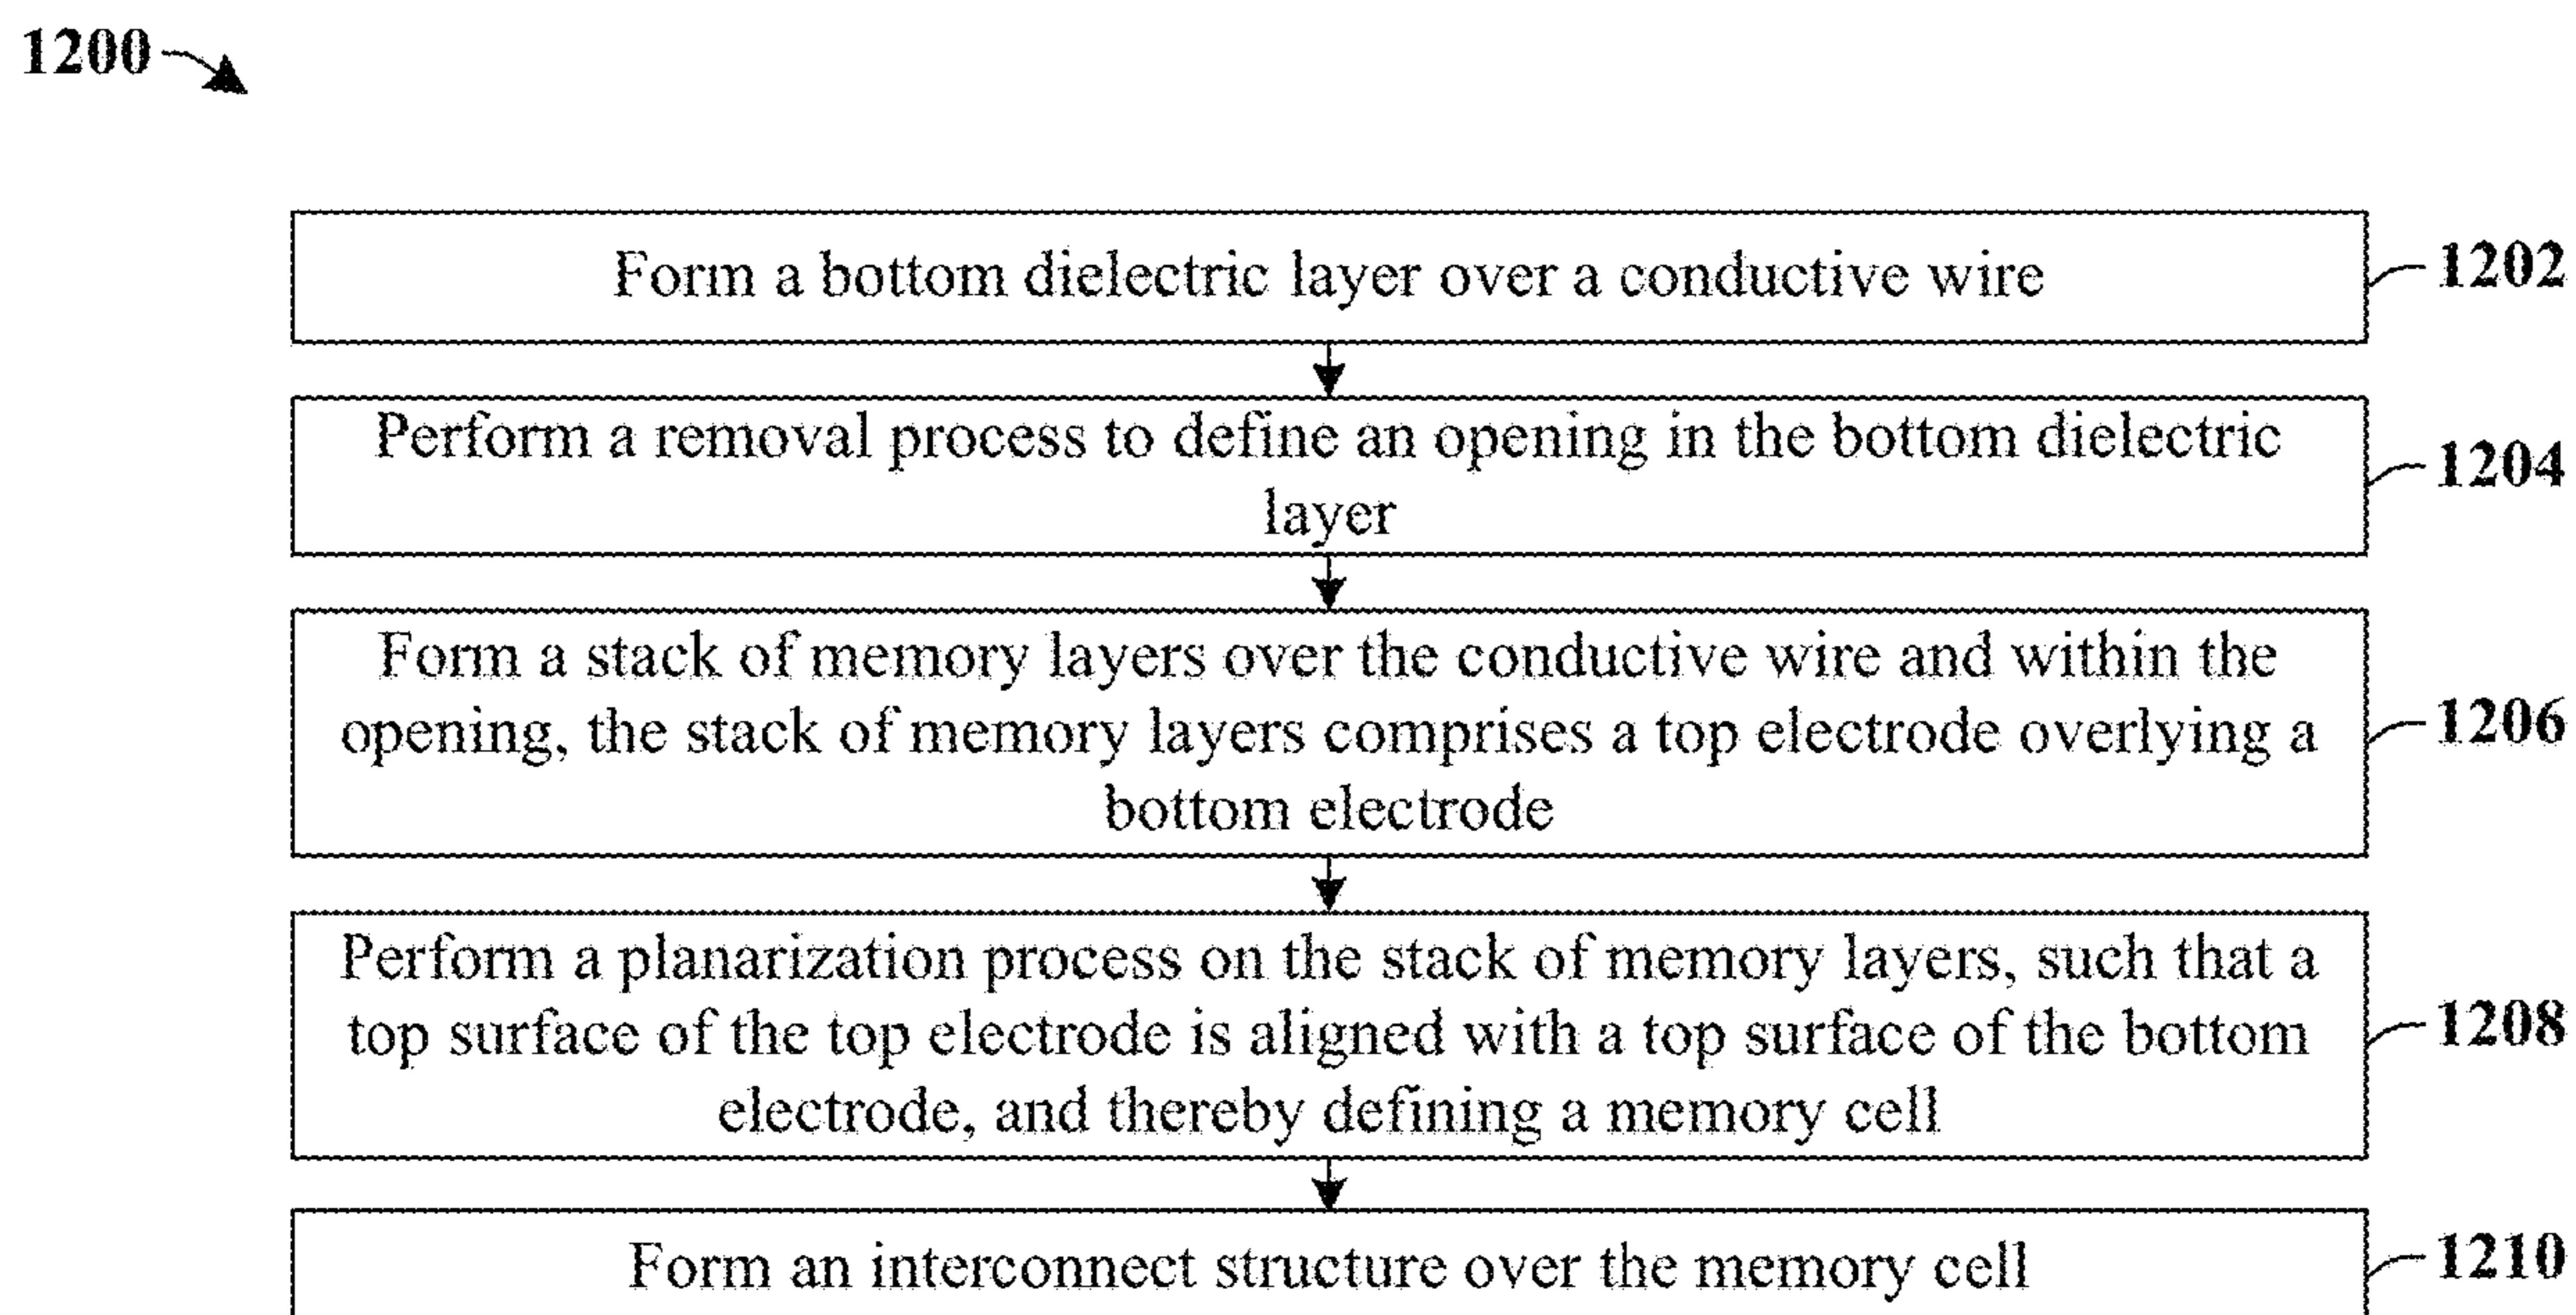 1200
Form a bottom dielectric layer over a conductive wire
1202
Perform a removal process to define an opening in the bottom dielectric
layer
1204
Form a stack of memory layers over the conductive wire and within the
opening, the stack of memory layers comprises a top electrode overlying a
bottom electrode
1206
Perform a planarization process on the stack of memory layers, such that a
top surface of the top electrode is aligned with a top surface of the bottom
electrode, and thereby defining a memory cell
1208
Form an interconnect structure over the memory cell
1210